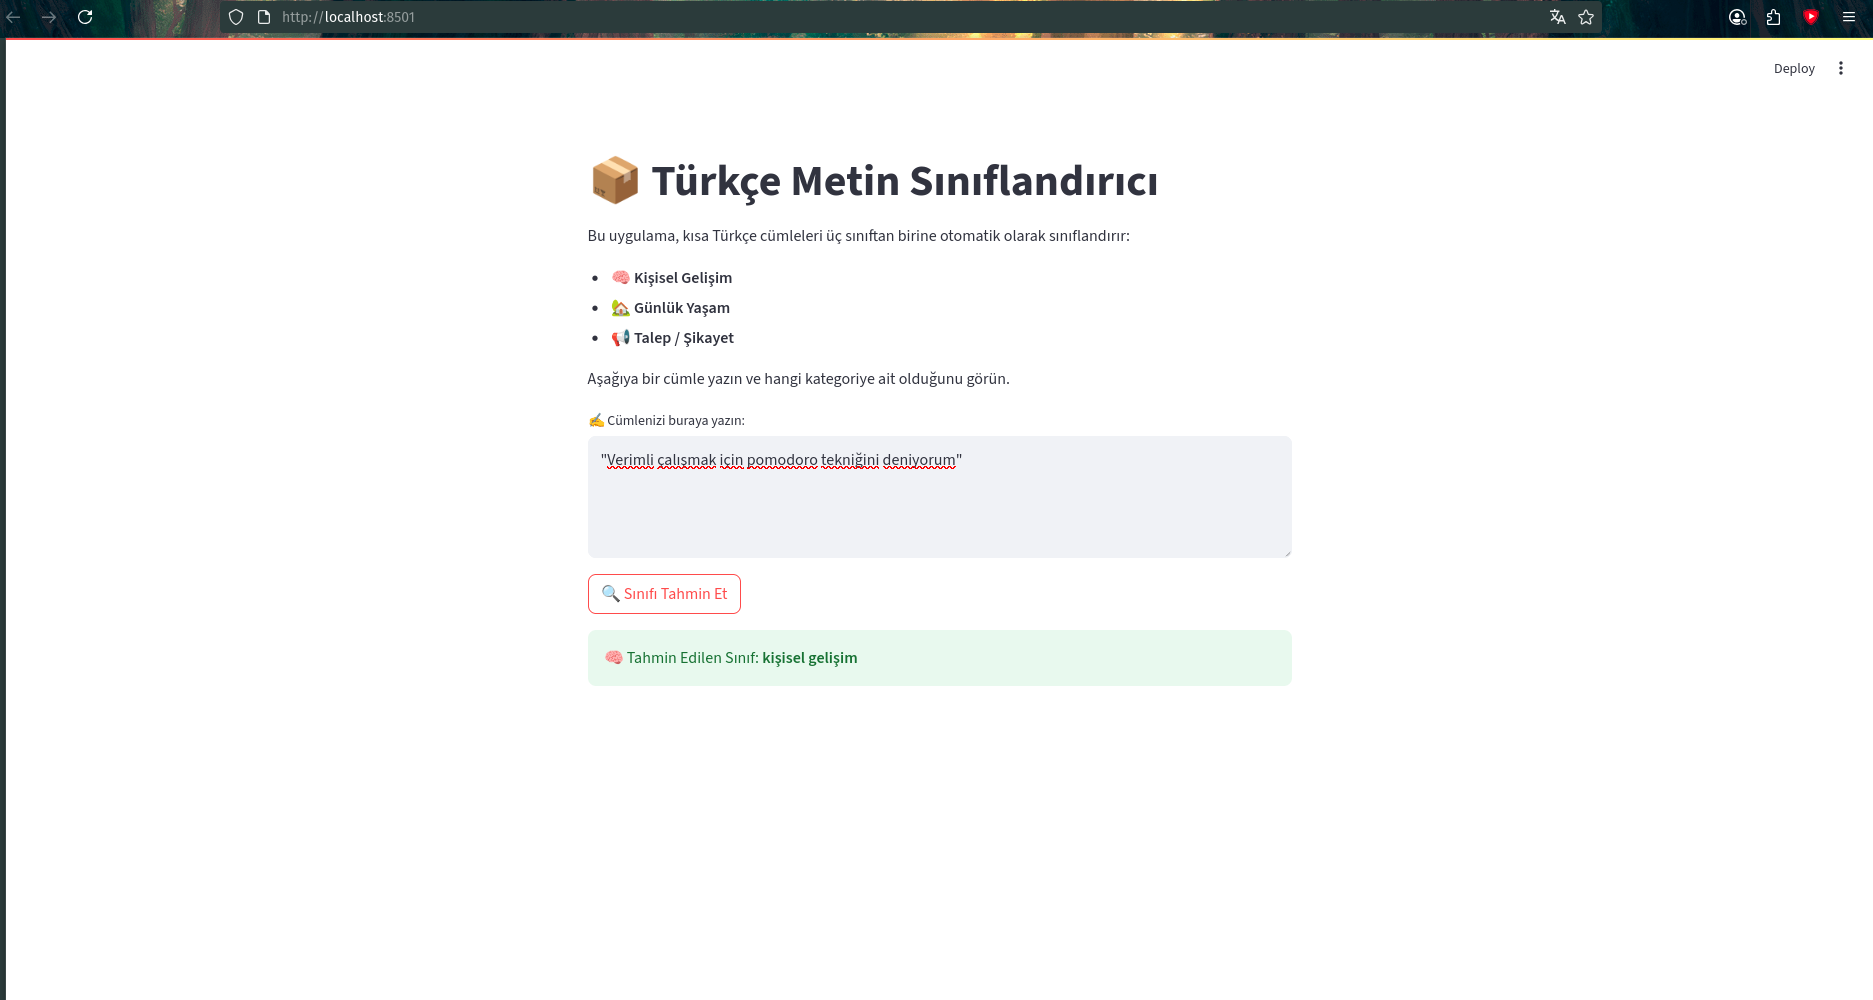 http://localhost:8501
Deploy
📦 Türkçe Metin Sınıflandırıcı
Bu uygulama, kısa Türkçe cümleleri üç sınıftan birine otomatik olarak sınıflandırır:
• 🧠 Kişisel Gelişim
• 🏡 Günlük Yaşam
• 📢 Talep / Şikayet
Aşağıya bir cümle yazın ve hangi kategoriye ait olduğunu görün.
✍️ Cümlenizi buraya yazın:
"Verimli çalışmak için pomodoro tekniğini deniyorum"
🔍 Sınıfı Tahmin Et
🧠 Tahmin Edilen Sınıf: kişisel gelişim